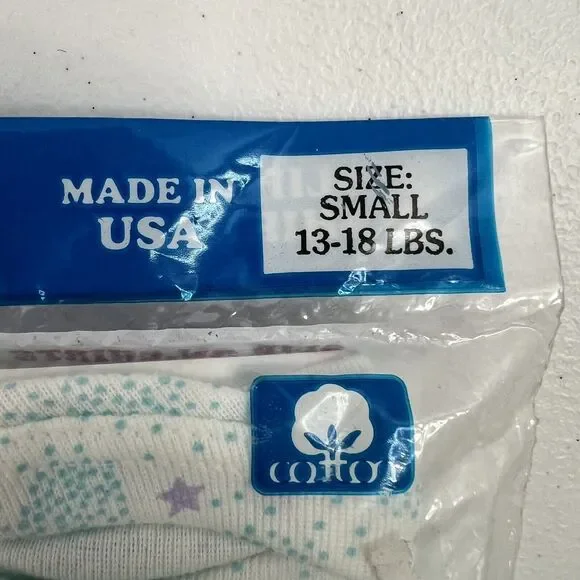 MADE IN
USA
SIZE:
SMALL
13-18 LBS.
cotton